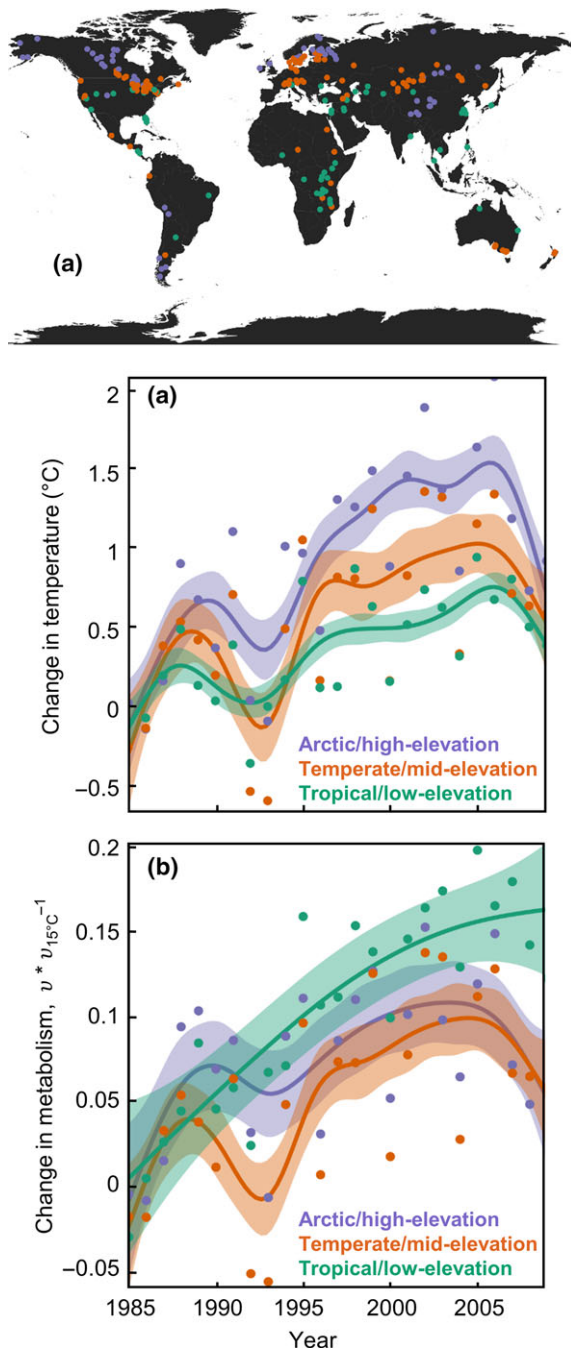 (a)
(a)
2
1.5
1
0.5
0
−0.5
Change in temperature (°C)
Arctic/high-elevation
Temperate/mid-elevation
Tropical/low-elevation
(b)
0.2
0.15
0.1
0.05
0
−0.05
Change in metabolism, υ * υ15°C⁻¹
Arctic/high-elevation
Temperate/mid-elevation
Tropical/low-elevation
1985 1990 1995 2000 2005
Year